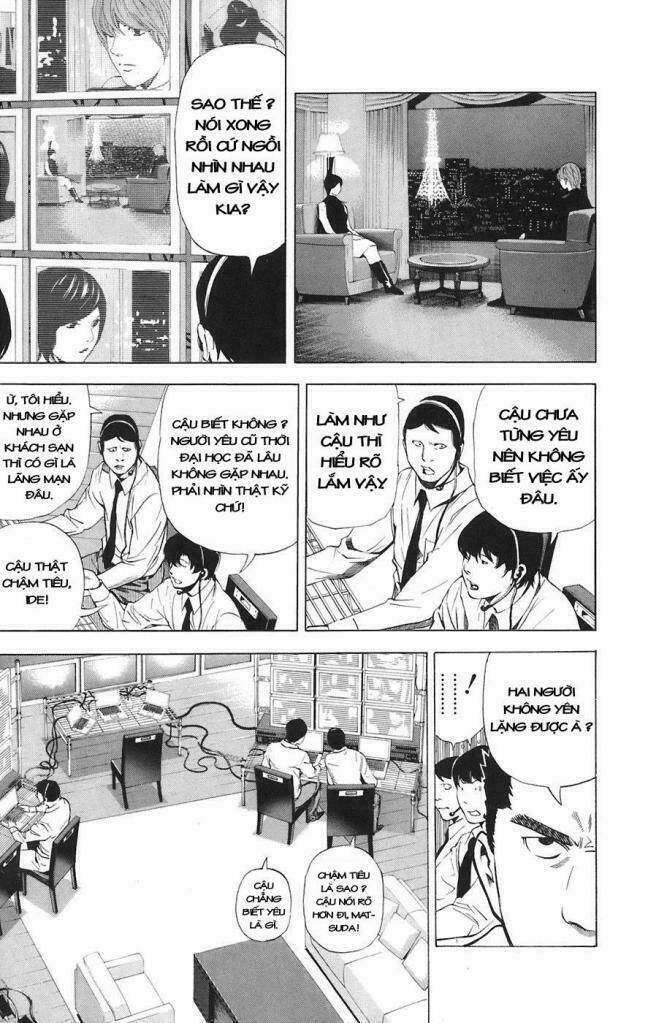 SAO THẾ ?
NÓI XONG
RỒI CỨ NGỒI
NHÌN NHAU
LÀM GÌ VẬY
KIA?
CẬU CHƯA
TỪNG YÊU
NÊN KHÔNG
BIẾT VIỆC ẤY
ĐÂU.
LÀM NHƯ
CẬU THÌ
HIỂU RÕ
LẮM VẬY.
CẬU BIẾT KHÔNG ?
NGƯỜI YÊU CŨ THỜI
ĐẠI HỌC ĐÃ LÂU
KHÔNG GẶP NHAU.
PHẢI NHÌN THẬT KỸ
CHỨ!
Ừ, TÔI HIỂU.
NHƯNG GẶP
NHAU Ở
KHÁCH SẠN
THÌ CÓ GÌ LÀ
LÃNG MẠN
ĐÂU.
CẬU THẬT
CHẬM TIÊU,
IDE!
HAI NGƯỜI
KHÔNG YÊN
LẶNG ĐƯỢC À ?
......!
CHẬM TIÊU
LÀ SAO ?
CẬU NÓI RÕ
HƠN ĐI, MAT-
SUDA!
CẬU
CHẲNG
BIẾT YÊU
LÀ GÌ.